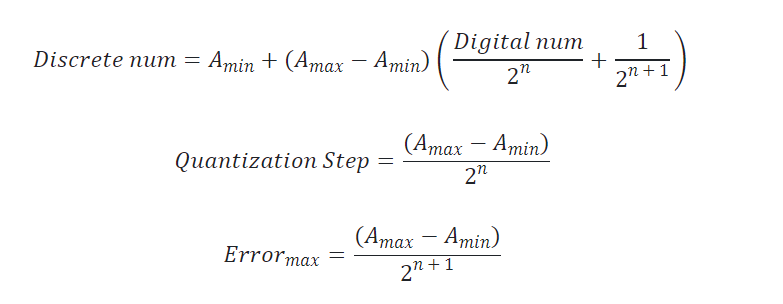 Discrete num = A_min + (A_max − A_min) ( Digital num / 2^n + 1 / 2^(n + 1) )
Quantization Step = (A_max − A_min) / 2^n
Error_max = (A_max − A_min) / 2^(n + 1)